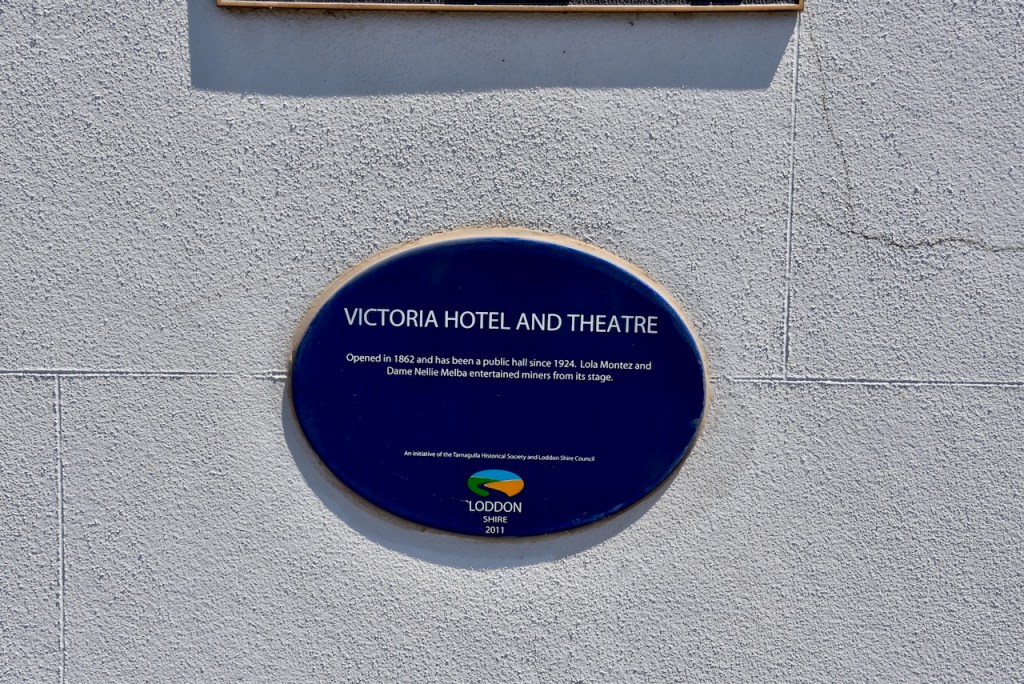 VICTORIA HOTEL AND THEATRE
Opened in 1862 and has been a public hall since 1924. Lola Montez and
Dame Nellie Melba entertained miners from its stage.
An initiative of the Tarnagulla Historical Society and Loddon Shire Council
LODDON
SHIRE
2011